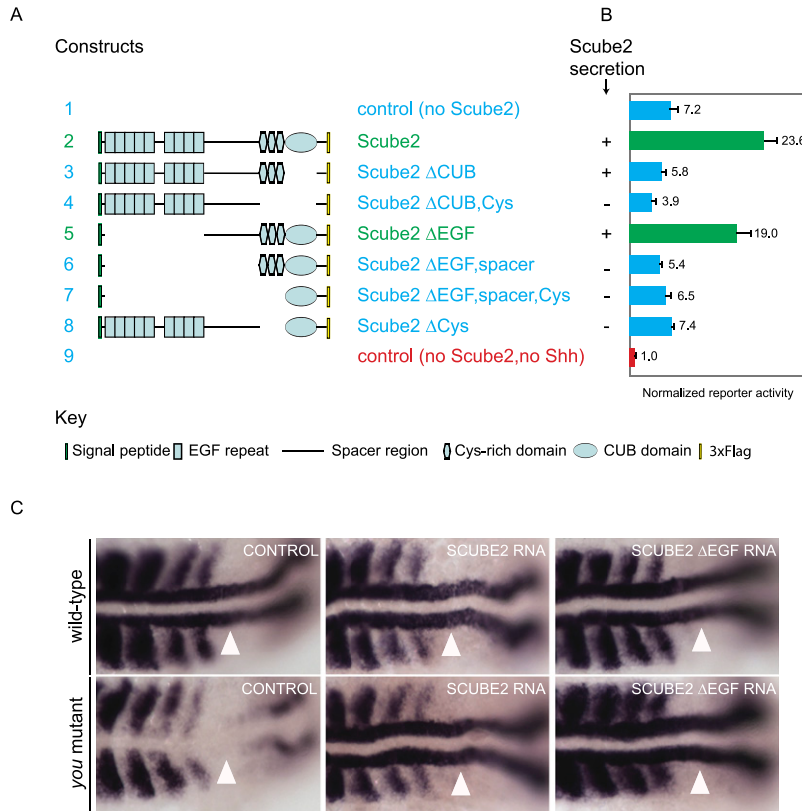 A
B
Constructs
Scube2
secretion
1 control (no Scube2) 7.2
2 Scube2 + 23.6
3 Scube2 ΔCUB + 5.8
4 Scube2 ΔCUB,Cys - 3.9
5 Scube2 ΔEGF + 19.0
6 Scube2 ΔEGF,spacer - 5.4
7 Scube2 ΔEGF,spacer,Cys - 6.5
8 Scube2 ΔCys - 7.4
9 control (no Scube2,no Shh) 1.0
Normalized reporter activity
Key
Signal peptide EGF repeat Spacer region Cys-rich domain CUB domain 3xFlag
C
wild-type
CONTROL SCUBE2 RNA SCUBE2 ΔEGF RNA
you mutant
CONTROL SCUBE2 RNA SCUBE2 ΔEGF RNA